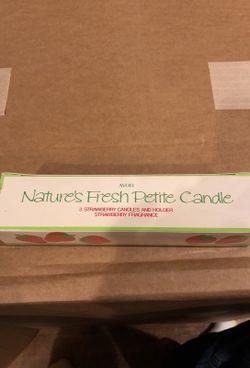 AVON
Nature's Fresh Petite Candle
3 STRAWBERRY CANDLES AND HOLDER
STRAWBERRY FRAGRANCE